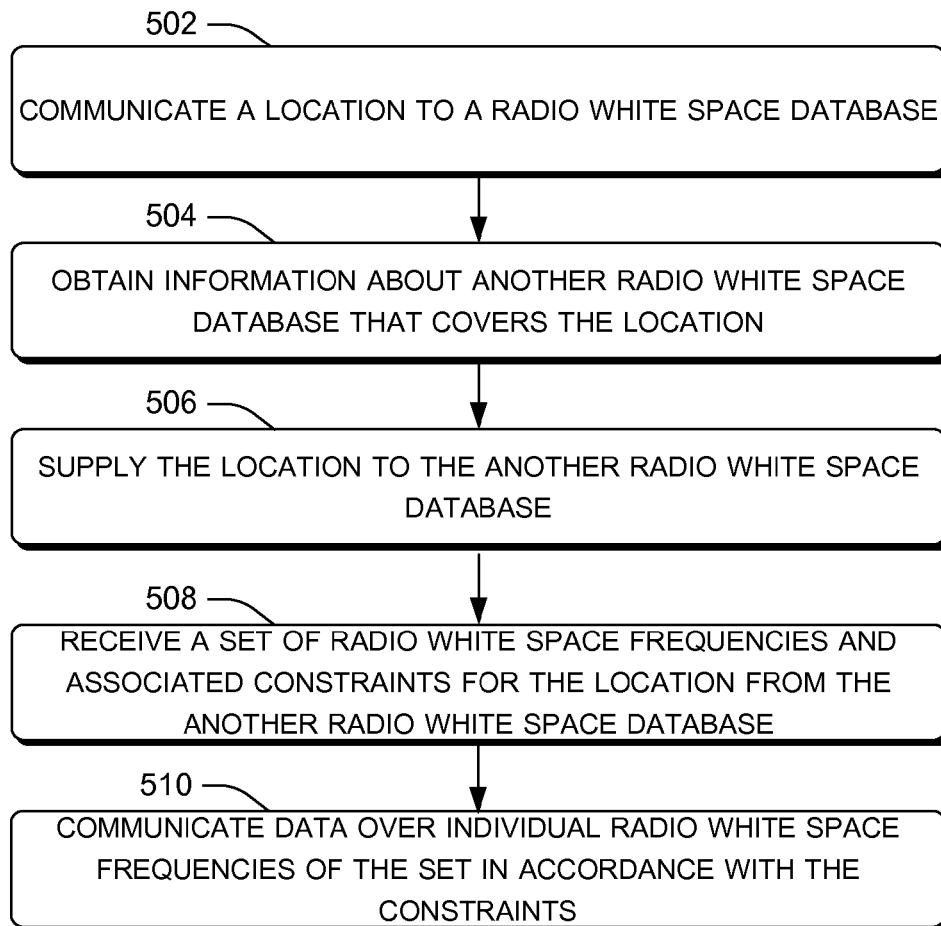 502
COMMUNICATE A LOCATION TO A RADIO WHITE SPACE DATABASE
504
OBTAIN INFORMATION ABOUT ANOTHER RADIO WHITE SPACE
DATABASE THAT COVERS THE LOCATION
506
SUPPLY THE LOCATION TO THE ANOTHER RADIO WHITE SPACE
DATABASE
508
RECEIVE A SET OF RADIO WHITE SPACE FREQUENCIES AND
ASSOCIATED CONSTRAINTS FOR THE LOCATION FROM THE
ANOTHER RADIO WHITE SPACE DATABASE
510
COMMUNICATE DATA OVER INDIVIDUAL RADIO WHITE SPACE
FREQUENCIES OF THE SET IN ACCORDANCE WITH THE
CONSTRAINTS